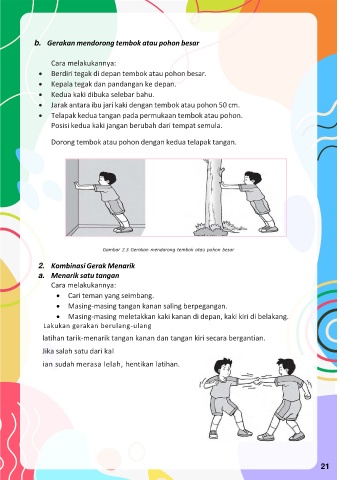 b. Gerakan mendorong tembok atau pohon besar
Cara melakukannya:
• Berdiri tegak di depan tembok atau pohon besar.
• Kepala tegak dan pandangan ke depan.
• Kedua kaki dibuka selebar bahu.
• Jarak antara ibu jari kaki dengan tembok atau pohon 50 cm.
• Telapak kedua tangan pada permukaan tembok atau pohon.
Posisi kedua kaki jangan berubah dari tempat semula.
Dorong tembok atau pohon dengan kedua telapak tangan.
Gambar 2.3 Gerakan mendorong tembok atau pohon besar
2. Kombinasi Gerak Menarik
a. Menarik satu tangan
Cara melakukannya:
• Cari teman yang seimbang.
• Masing-masing tangan kanan saling berpegangan.
• Masing-masing meletakkan kaki kanan di depan, kaki kiri di belakang.
Lakukan gerakan berulang-ulang
latihan tarik-menarik tangan kanan dan tangan kiri secara bergantian.
Jika salah satu dari kal
ian sudah merasa lelah, hentikan latihan.
21